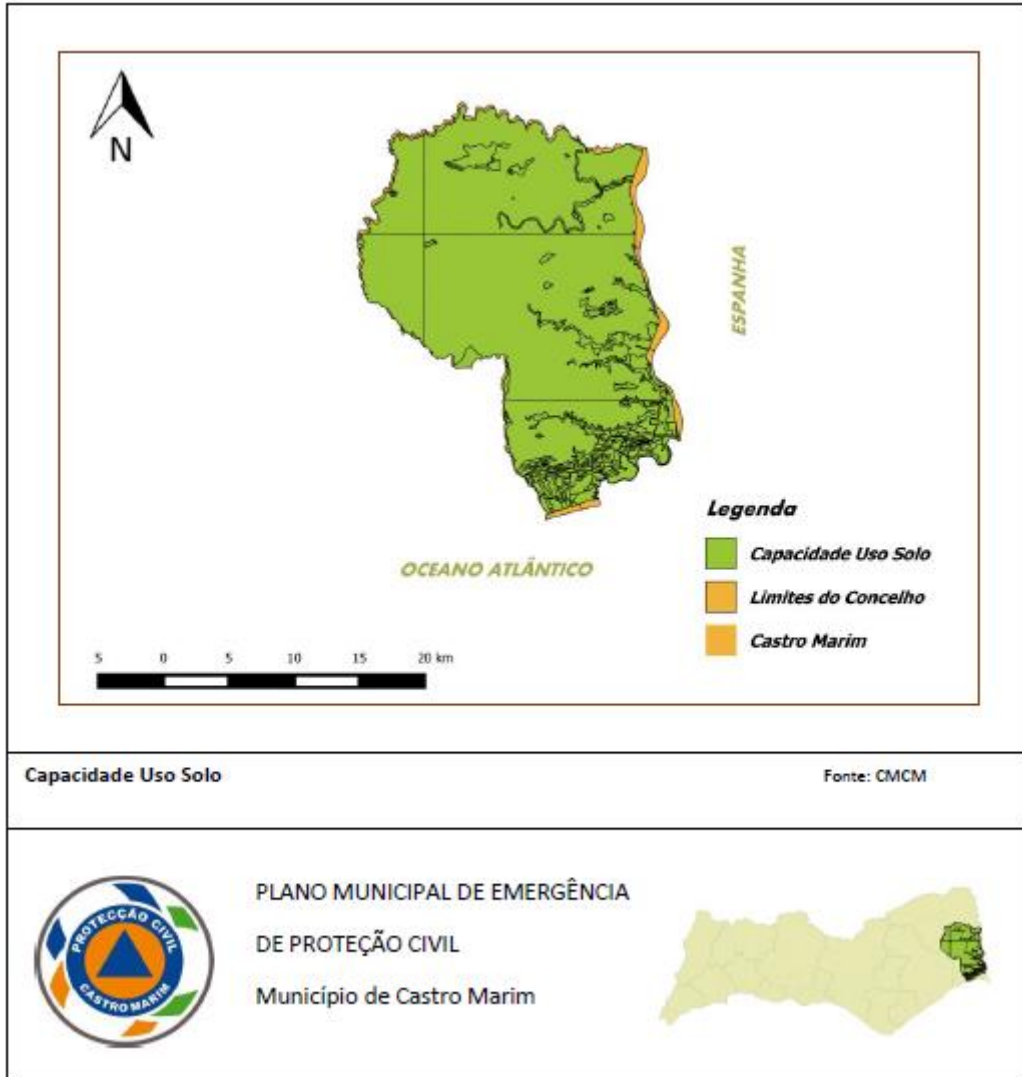 N
ESPANHA
OCEANO ATLÂNTICO
Legenda
Capacidade Uso Solo
Limites do Concelho
Castro Marim
5 0 5 10 15 20 km
Capacidade Uso Solo
Fonte: CMCM
PROTECÇÃO CIVIL
CASTRO MARIM
PLANO MUNICIPAL DE EMERGÊNCIA
DE PROTEÇÃO CIVIL
Município de Castro Marim